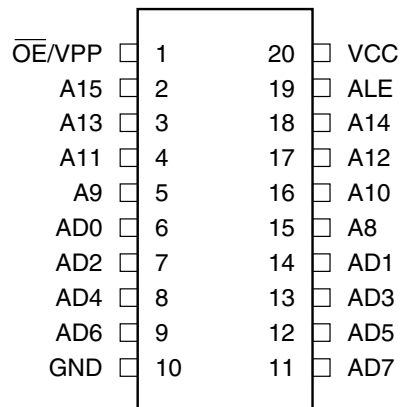 O̅E̅/VPP 1 20 VCC
A15 2 19 ALE
A13 3 18 A14
A11 4 17 A12
A9 5 16 A10
AD0 6 15 A8
AD2 7 14 AD1
AD4 8 13 AD3
AD6 9 12 AD5
GND 10 11 AD7